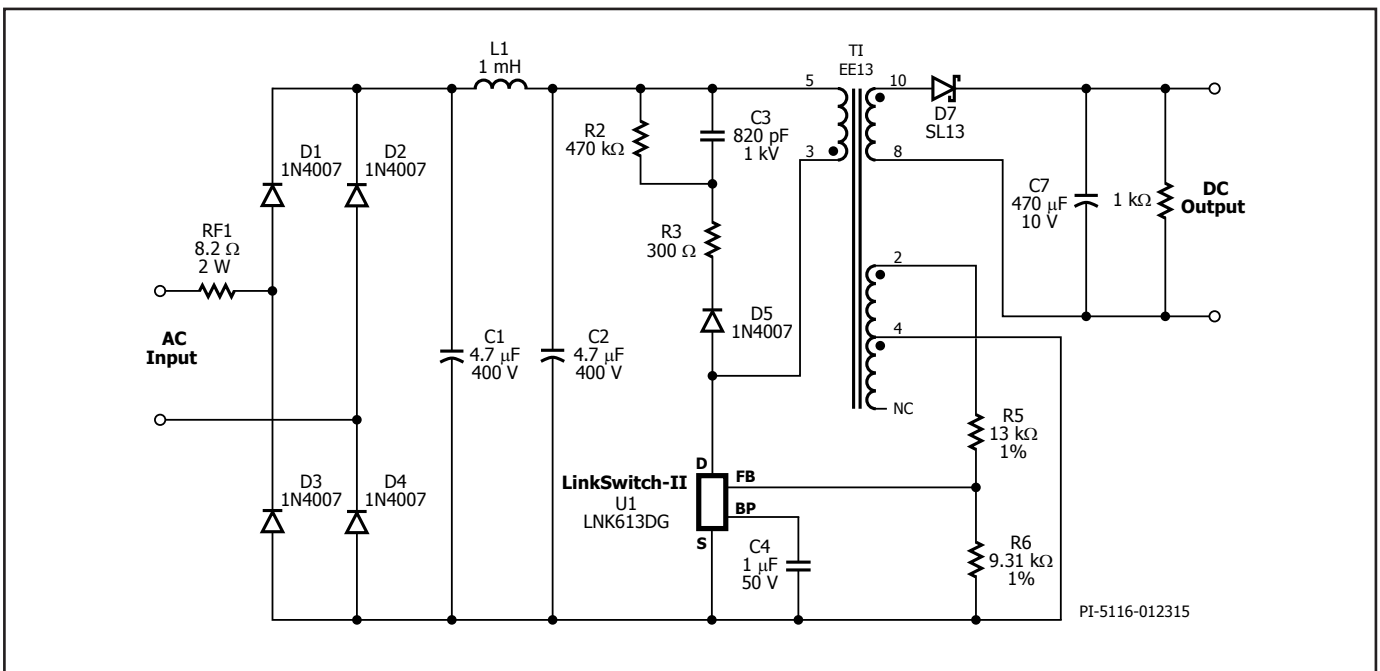 L1
1 mH
TI
EE13
5
10
D7
SL13
R2
470 kΩ
C3
820 pF
1 kV
3
8
D1
1N4007
D2
1N4007
C7
470 μF
10 V
1 kΩ
DC
Output
RF1
8.2 Ω
2 W
R3
300 Ω
2
AC
Input
D5
1N4007
4
C1
4.7 μF
400 V
C2
4.7 μF
400 V
NC
R5
13 kΩ
1%
D
FB
LinkSwitch-II
U1
LNK613DG
BP
S
D3
1N4007
D4
1N4007
C4
1 μF
50 V
R6
9.31 kΩ
1%
PI-5116-012315